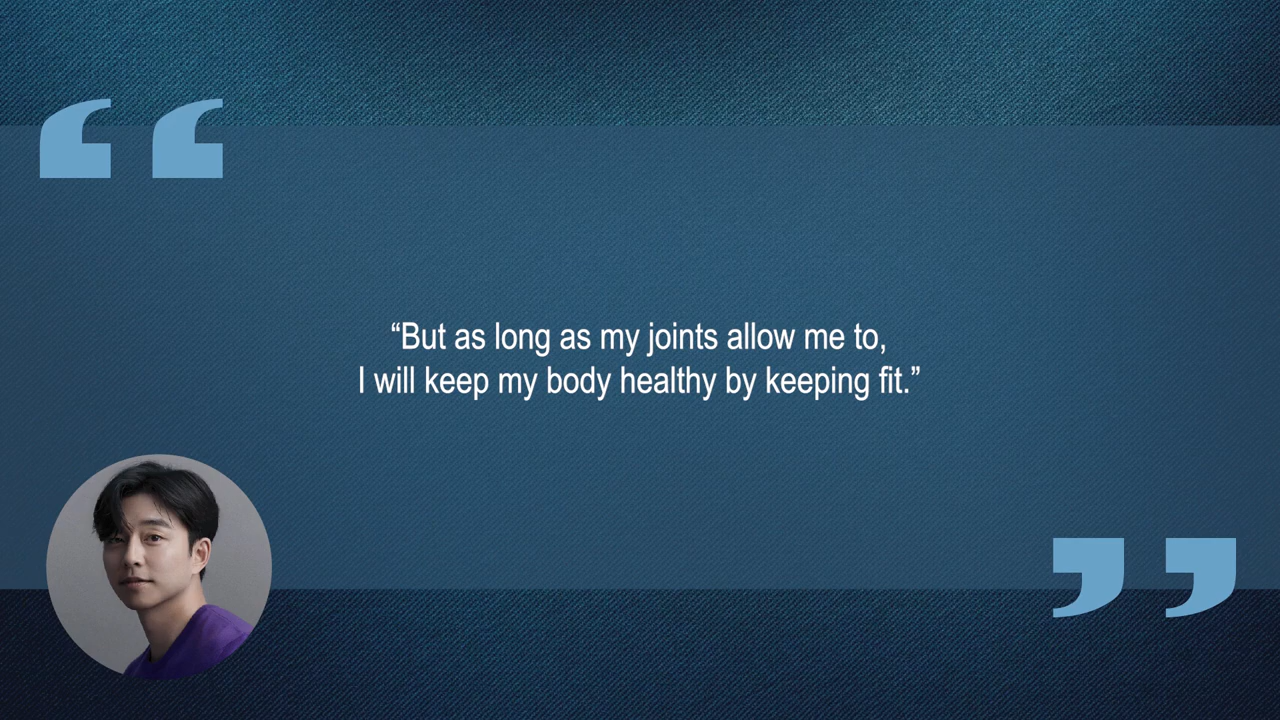 “But as long as my joints allow me to,
I will keep my body healthy by keeping fit.”